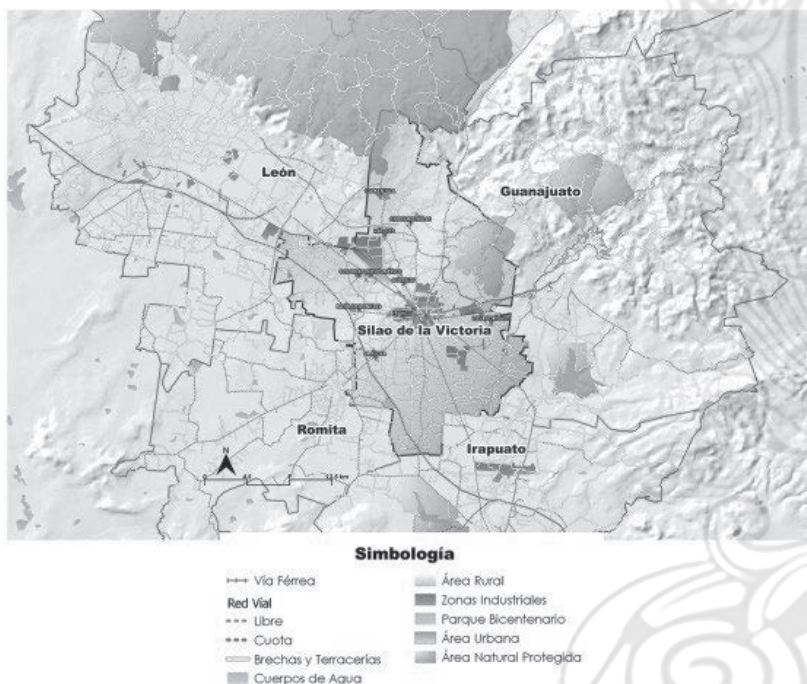 León
Guanajuato
Silao de la Victoria
Romita
Irapuato
N
0
Simbología
Vía Férrea
Red Vial
Libre
Cuota
Brechas y Terracerías
Cuerpos de Agua
Área Rural
Zonas Industriales
Parque Bicentenario
Área Urbana
Área Natural Protegida